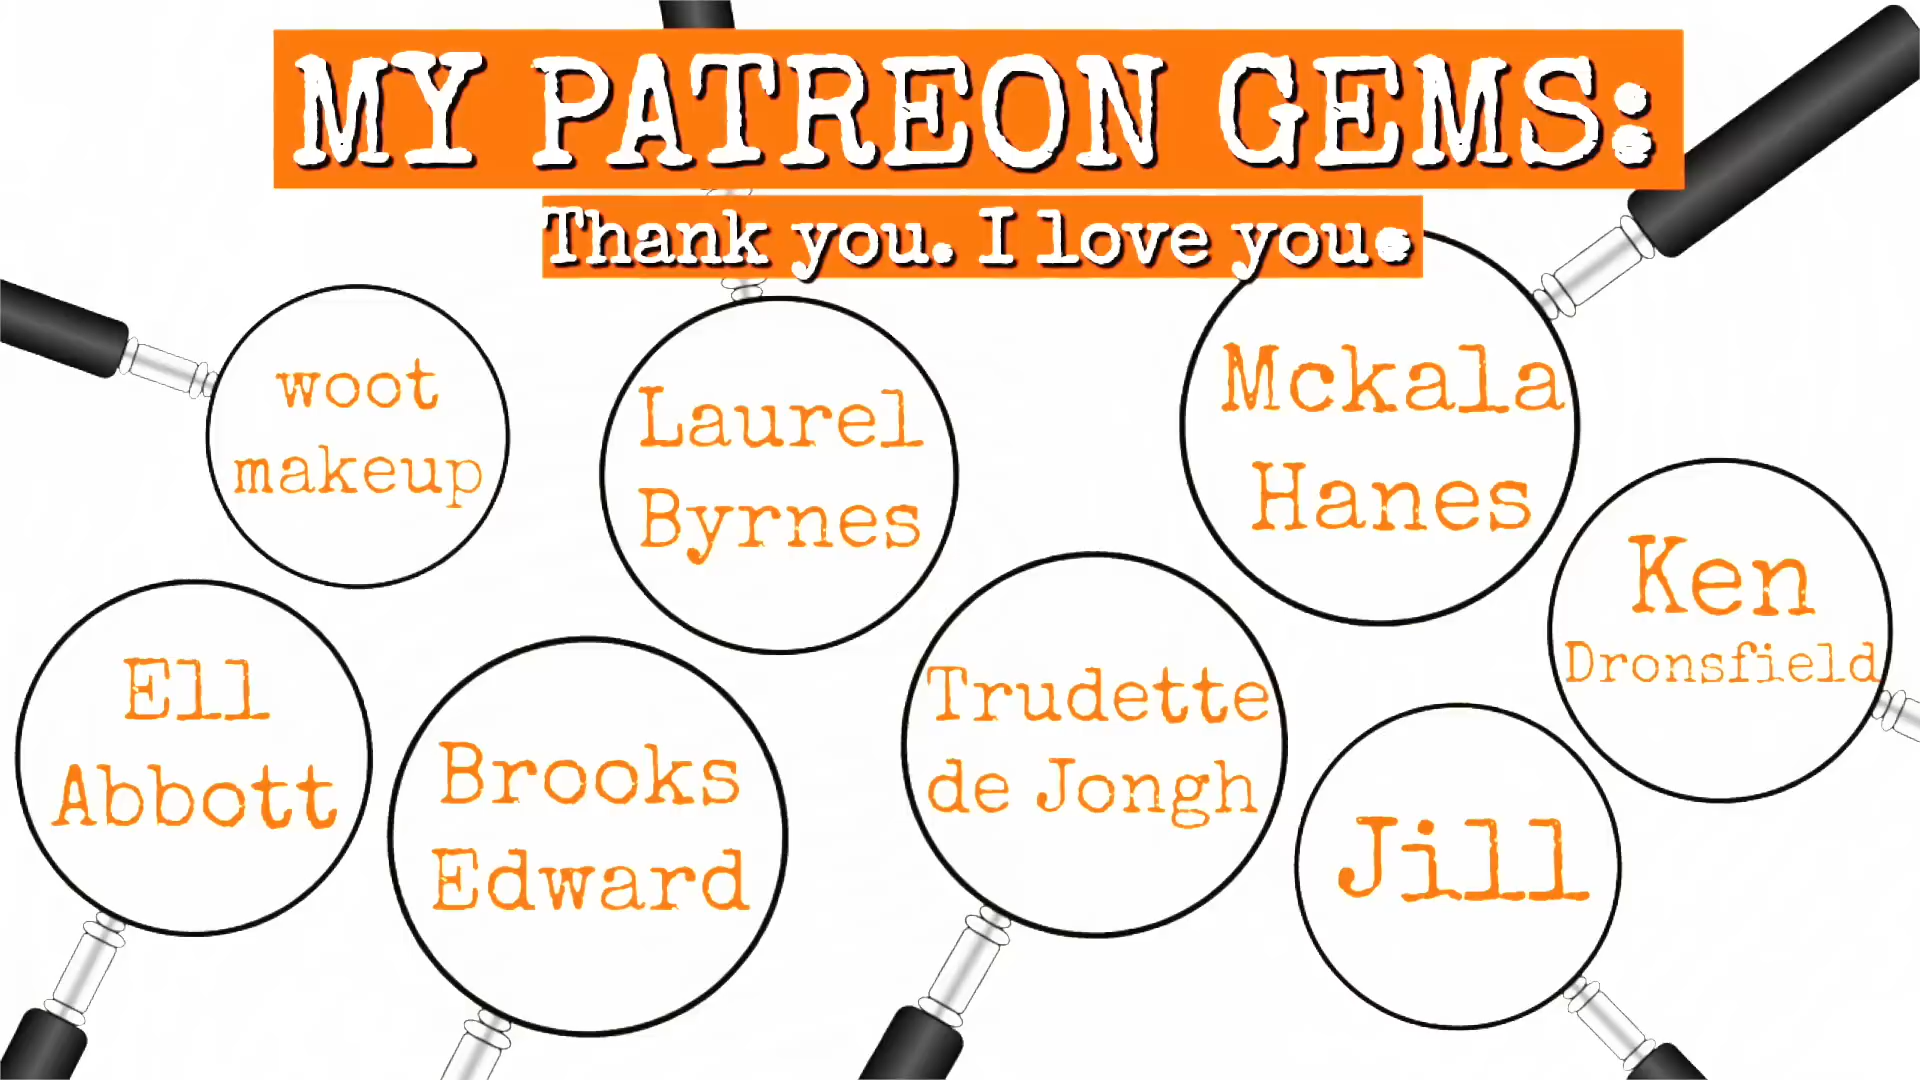 MY PATREON GEMS:
Thank you. I love you.
woot
makeup
Laurel
Byrnes
Mckala
Hanes
Ken
Dronsfield
Ell
Abbott
Brooks
Edward
Trudette
de Jongh
Jill